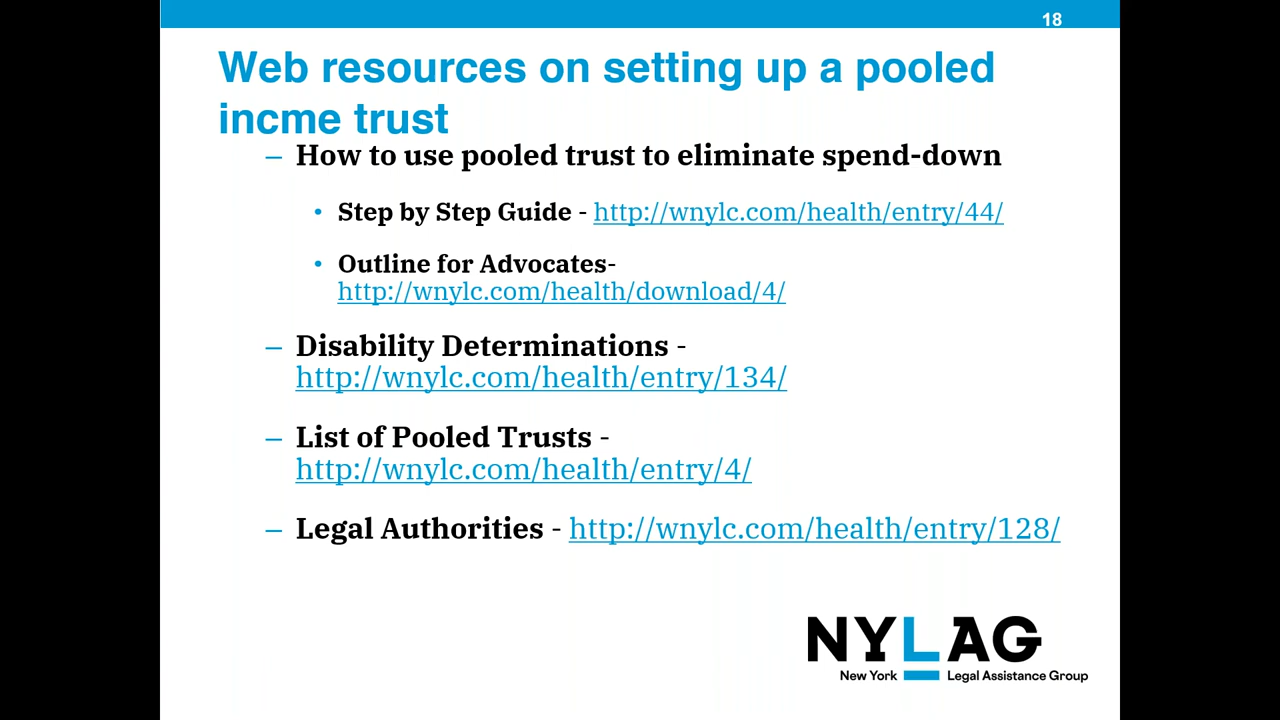 18
Web resources on setting up a pooled
incme trust
– How to use pooled trust to eliminate spend-down
• Step by Step Guide - http://wnylc.com/health/entry/44/
• Outline for Advocates-
http://wnylc.com/health/download/4/
– Disability Determinations -
http://wnylc.com/health/entry/134/
– List of Pooled Trusts -
http://wnylc.com/health/entry/4/
– Legal Authorities - http://wnylc.com/health/entry/128/
NYLAG
New York Legal Assistance Group